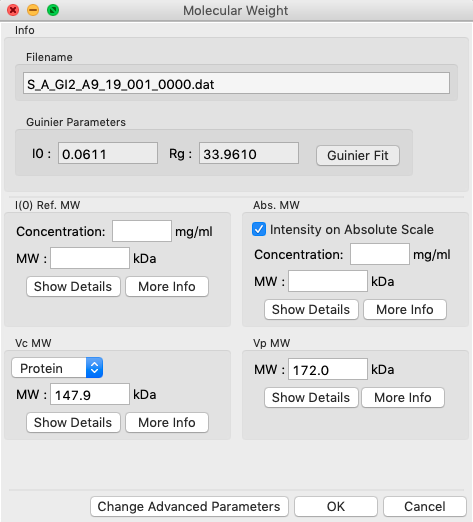 Molecular Weight
Info
Filename
S_A_GI2_A9_19_001_0000.dat
Guinier Parameters
I0 : 0.0611 Rg : 33.9610 Guinier Fit
I(0) Ref. MW
Concentration: mg/ml
MW : kDa
Show Details More Info
Abs. MW
Intensity on Absolute Scale
Concentration: mg/ml
MW : kDa
Show Details More Info
Vc MW
Protein
MW : 147.9 kDa
Show Details More Info
Vp MW
MW : 172.0 kDa
Show Details More Info
Change Advanced Parameters OK Cancel